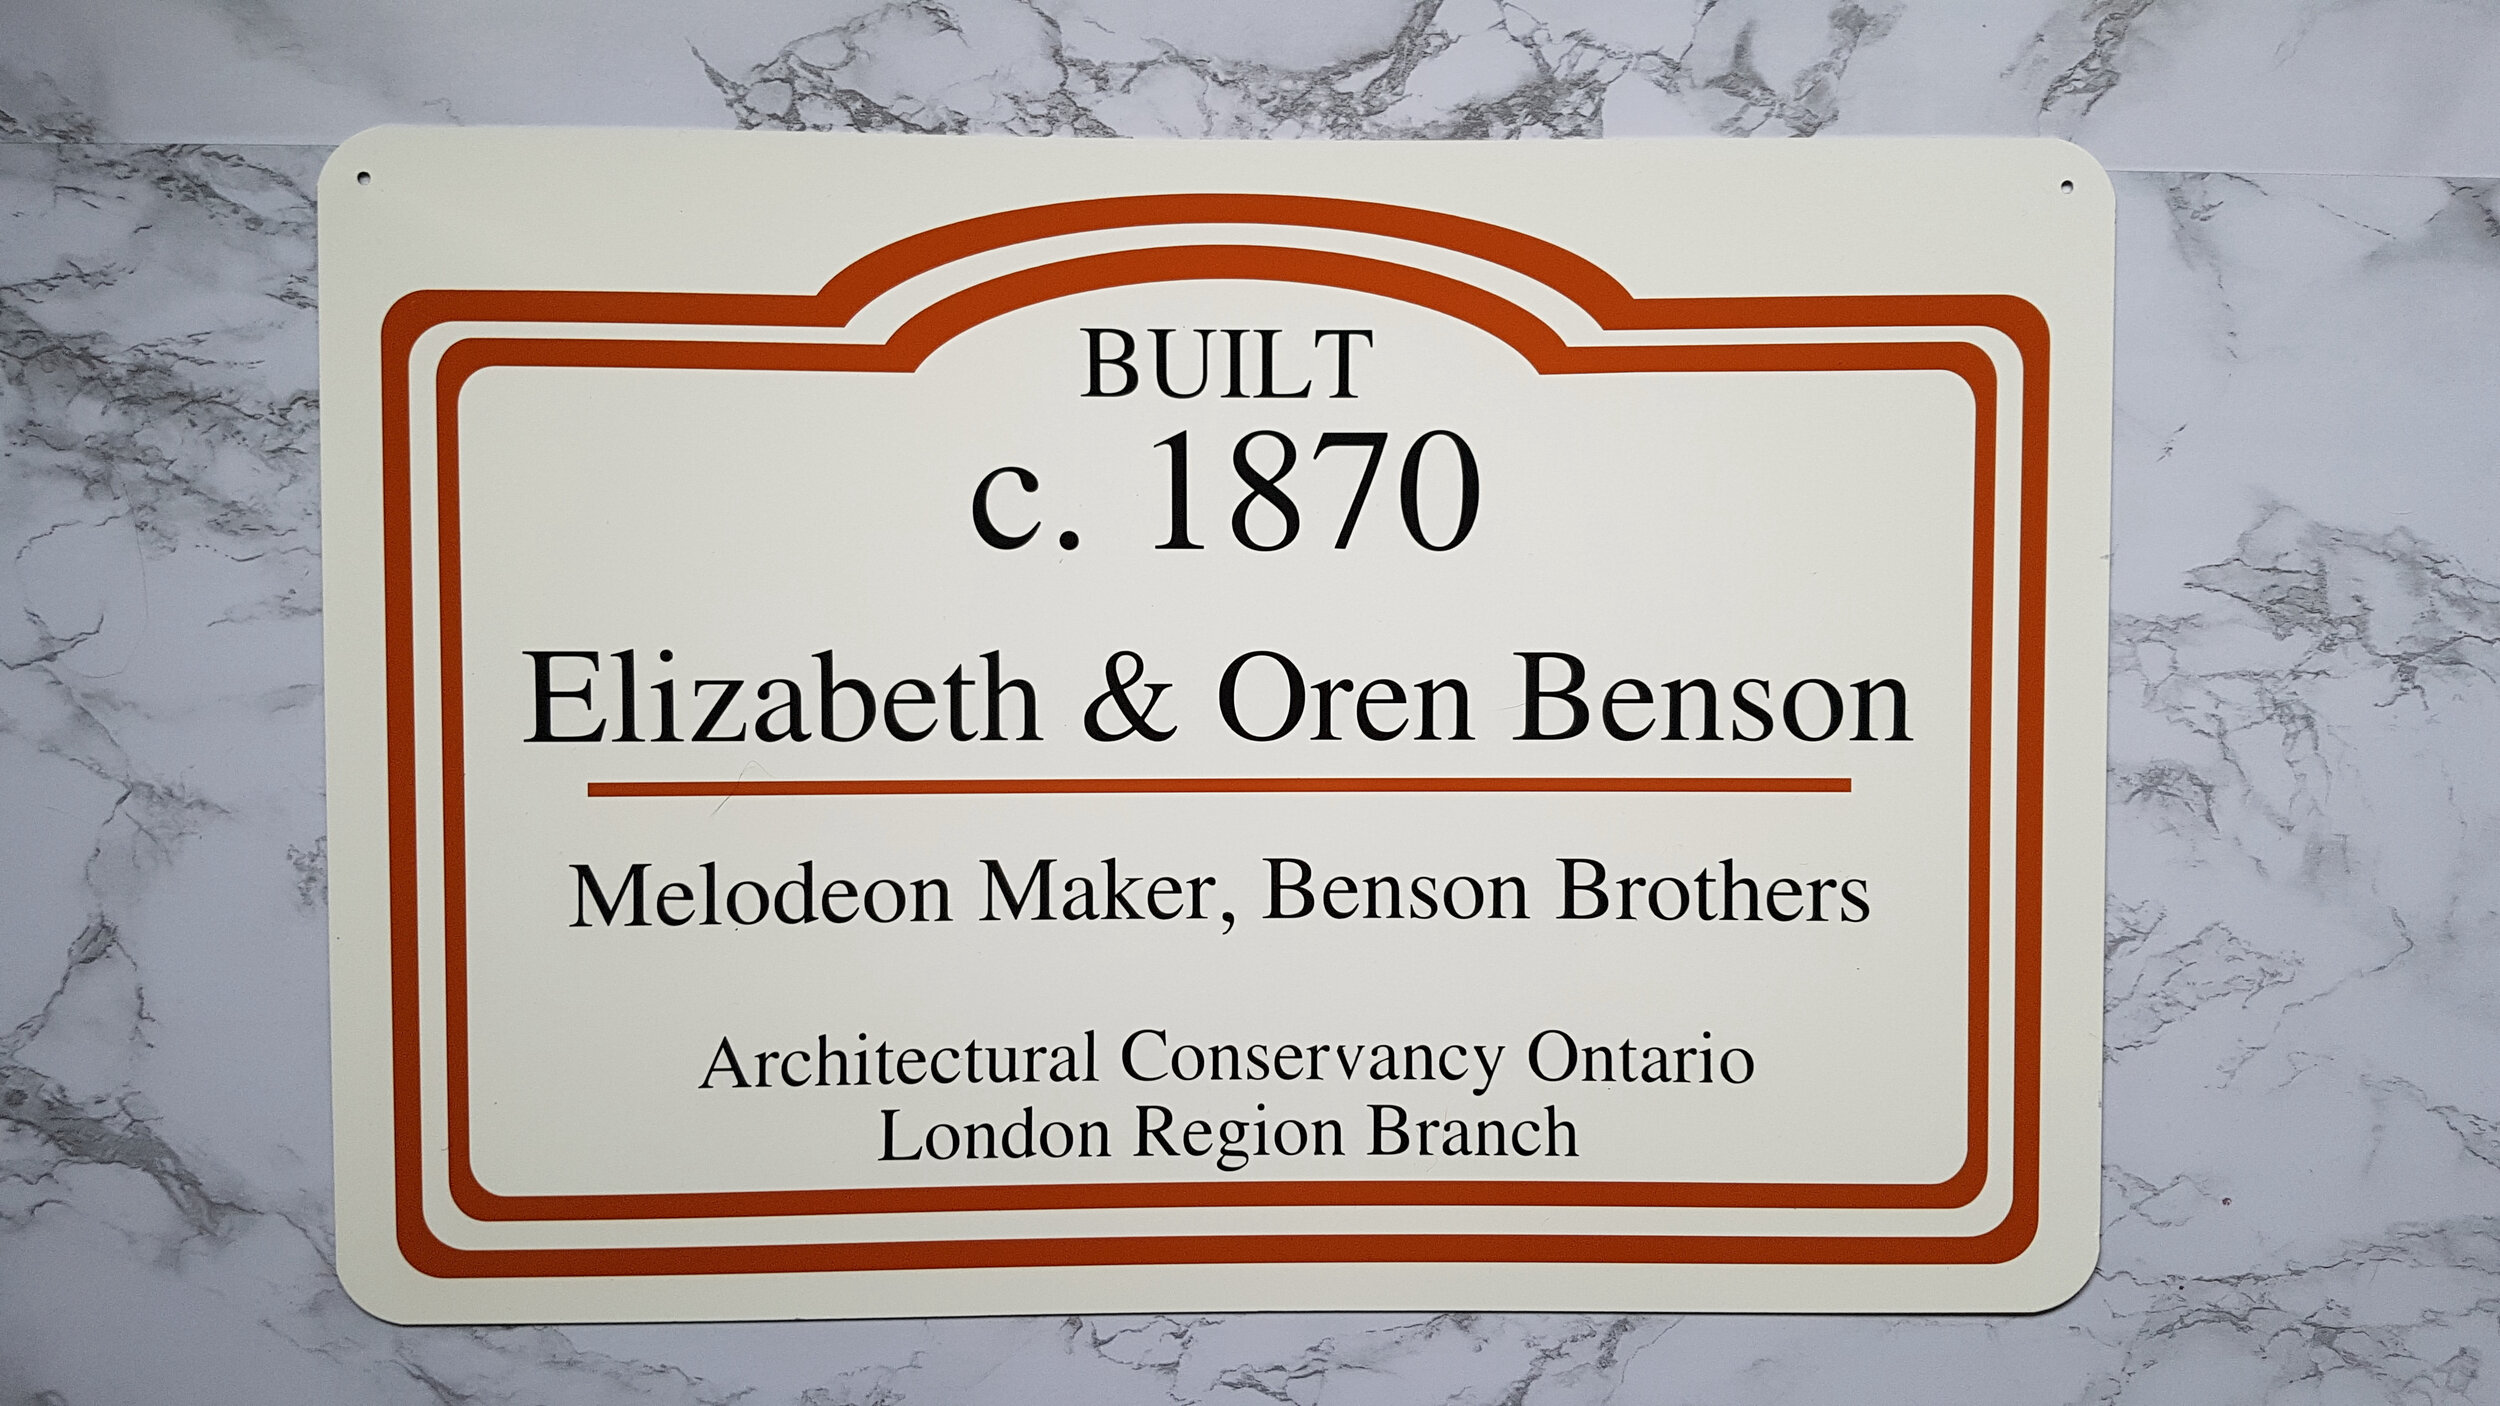 BUILT
c. 1870
Elizabeth & Oren Benson
Melodeon Maker, Benson Brothers
Architectural Conservancy Ontario
London Region Branch